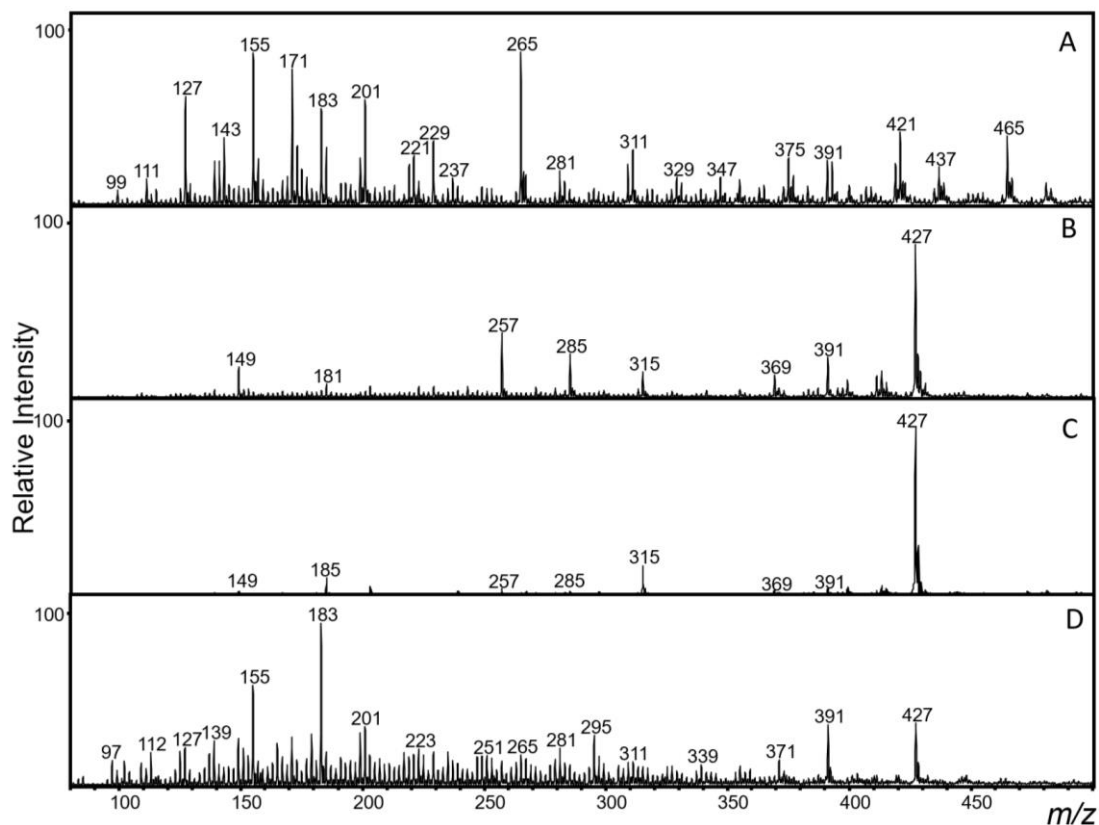 100
A
99 111 127 143 155 171 183 201 221 229 237 265 281 311 329 347 375 391 421 437 465
100
B
149 181 257 285 315 369 391 427
100
C
149 185 257 285 315 369 391 427
100
D
97 112 127 139 155 183 201 223 251 265 281 295 311 339 371 391 427
Relative Intensity
100 150 200 250 300 350 400 450
m/z